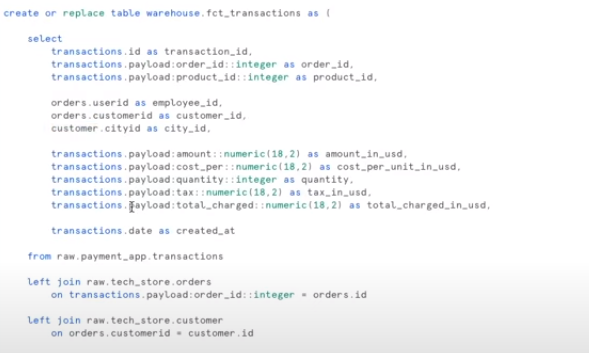 create or replace table warehouse.fct_transactions as (
select
transactions.id as transaction_id,
transactions.payload:order_id::integer as order_id,
transactions.payload:product_id::integer as product_id,
orders.userid as employee_id,
orders.customerid as customer_id,
customer.cityid as city_id,
transactions.payload:amount::numeric(18,2) as amount_in_usd,
transactions.payload:cost_per::numeric(18,2) as cost_per_unit_in_usd,
transactions.payload:quantity::integer as quantity,
transactions.payload:tax::numeric(18,2) as tax_in_usd,
transactions.payload:total_charged::numeric(18,2) as total_charged_in_usd,
transactions.date as created_at
from raw.payment_app.transactions
left join raw.tech_store.orders
on transactions.payload:order_id::integer = orders.id
left join raw.tech_store.customer
on orders.customerid = customer.id